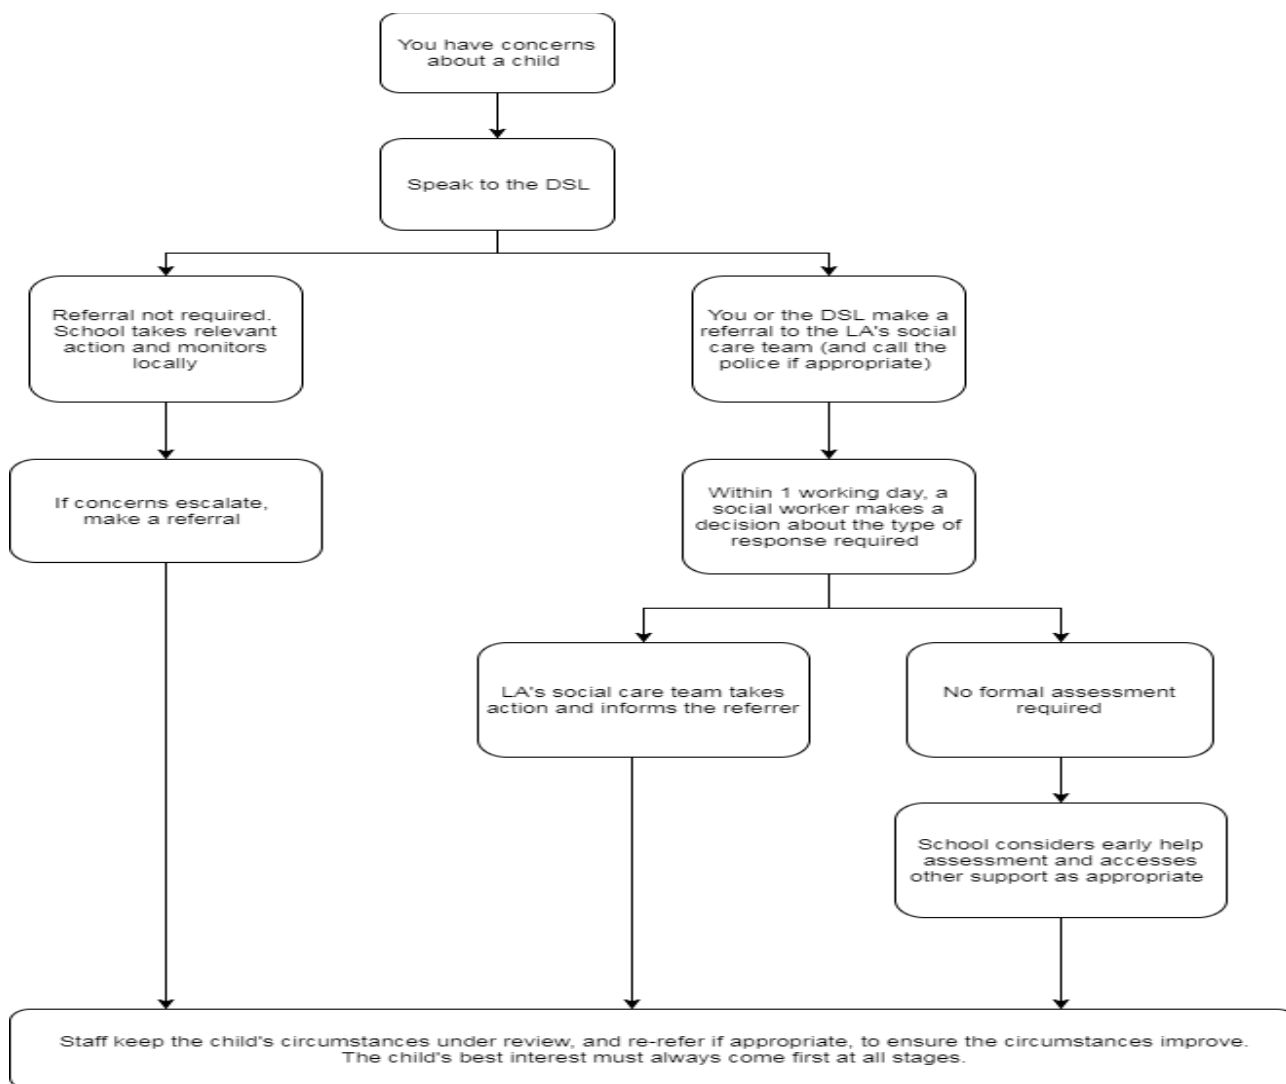 You have concerns
about a child
Speak to the DSL
Referral not required.
School takes relevant
action and monitors
locally
You or the DSL make a
referral to the LA's social
care team (and call the
police if appropriate)
If concerns escalate,
make a referral
Within 1 working day, a
social worker makes a
decision about the type of
response required
LA's social care team takes
action and informs the referrer
No formal assessment
required
School considers early help
assessment and accesses
other support as appropriate
Staff keep the child's circumstances under review, and re-refer if appropriate, to ensure the circumstances improve.
The child's best interest must always come first at all stages.